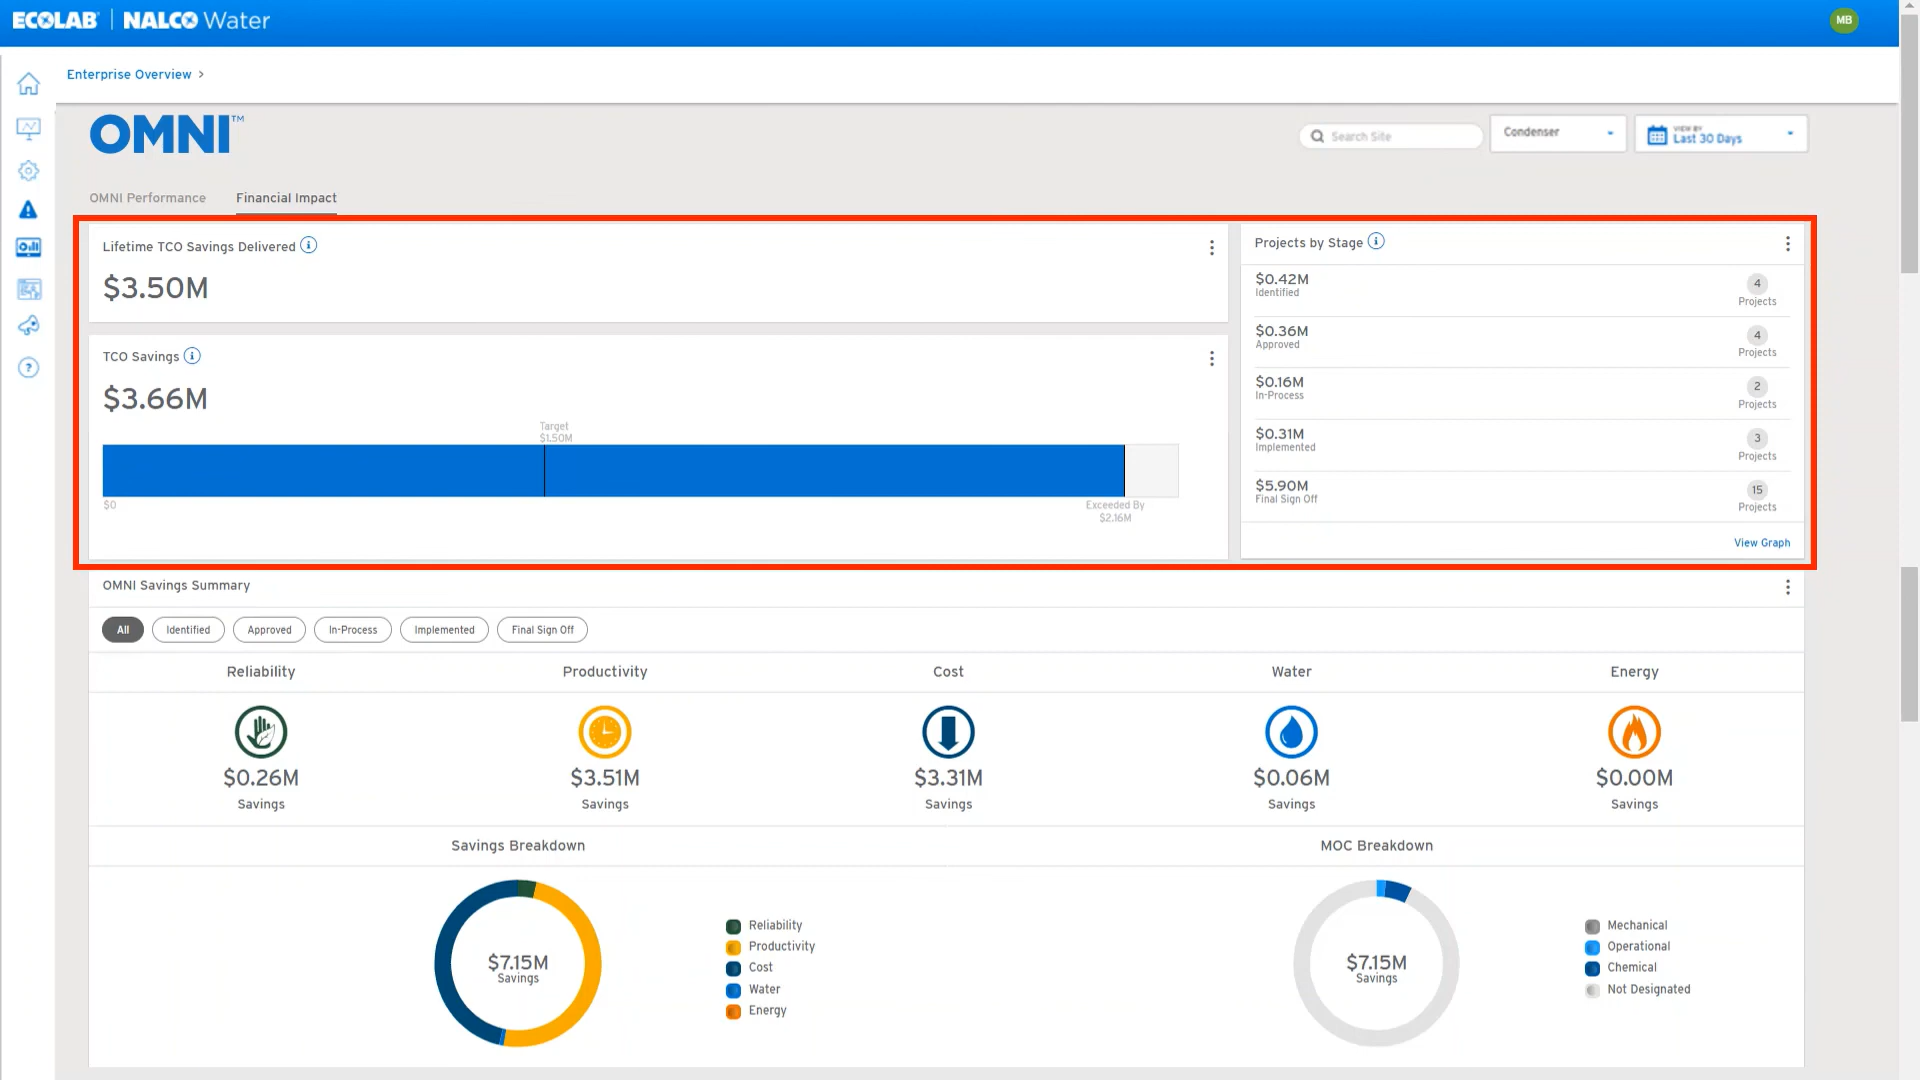 ECOLAB | NALCO Water
MB
Enterprise Overview >
OMNI™
Search Site
Condenser
VIEW BY
Last 30 Days
OMNI Performance
Financial Impact
Lifetime TCO Savings Delivered
$3.50M
TCO Savings
$3.66M
Target
$1.50M
$0
Exceeded By
$2.16M
Projects by Stage
$0.42M
Identified
4
Projects
$0.36M
Approved
4
Projects
$0.16M
In-Process
2
Projects
$0.31M
Implemented
3
Projects
$5.90M
Final Sign Off
15
Projects
View Graph
OMNI Savings Summary
All
Identified
Approved
In-Process
Implemented
Final Sign Off
Reliability
Productivity
Cost
Water
Energy
$0.26M
$3.51M
$3.31M
$0.06M
$0.00M
Savings
Savings
Savings
Savings
Savings
Savings Breakdown
MOC Breakdown
$7.15M
Savings
Reliability
Productivity
Cost
Water
Energy
$7.15M
Savings
Mechanical
Operational
Chemical
Not Designated